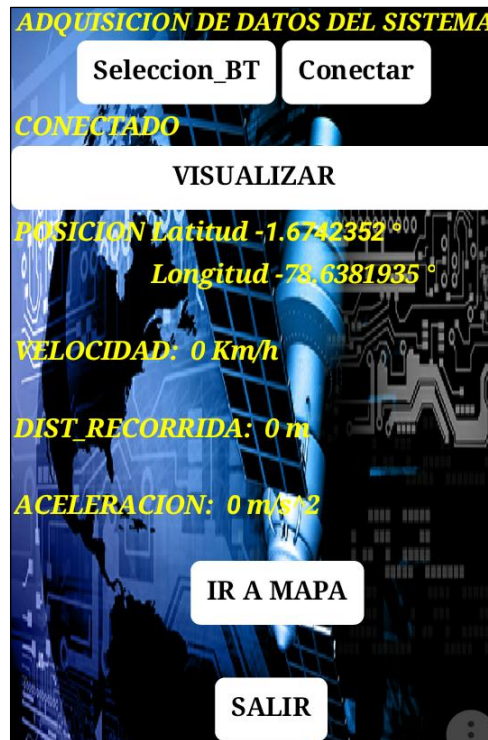 ADQUISICION DE DATOS DEL SISTEMA
Seleccion_BT Conectar
CONECTADO
VISUALIZAR
POSICION Latitud -1.6742352 °
Longitud -78.6381935 °
VELOCIDAD: 0 Km/h
DIST_RECORRIDA: 0 m
ACELERACION: 0 m/s^2
IR A MAPA
SALIR